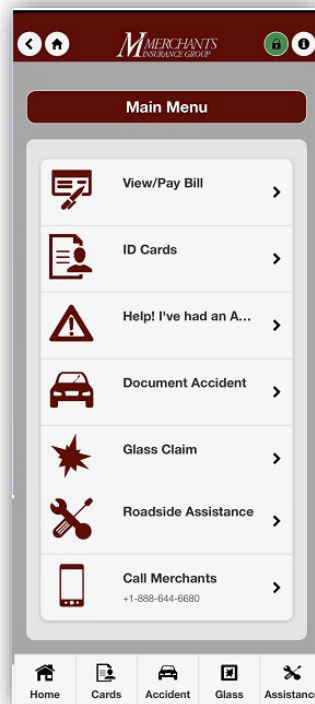 MERCHANTS
INSURANCE GROUP
Main Menu
View/Pay Bill
ID Cards
Help! I've had an A...
Document Accident
Glass Claim
Roadside Assistance
Call Merchants
+1-888-644-6680
Home Cards Accident Glass Assistance